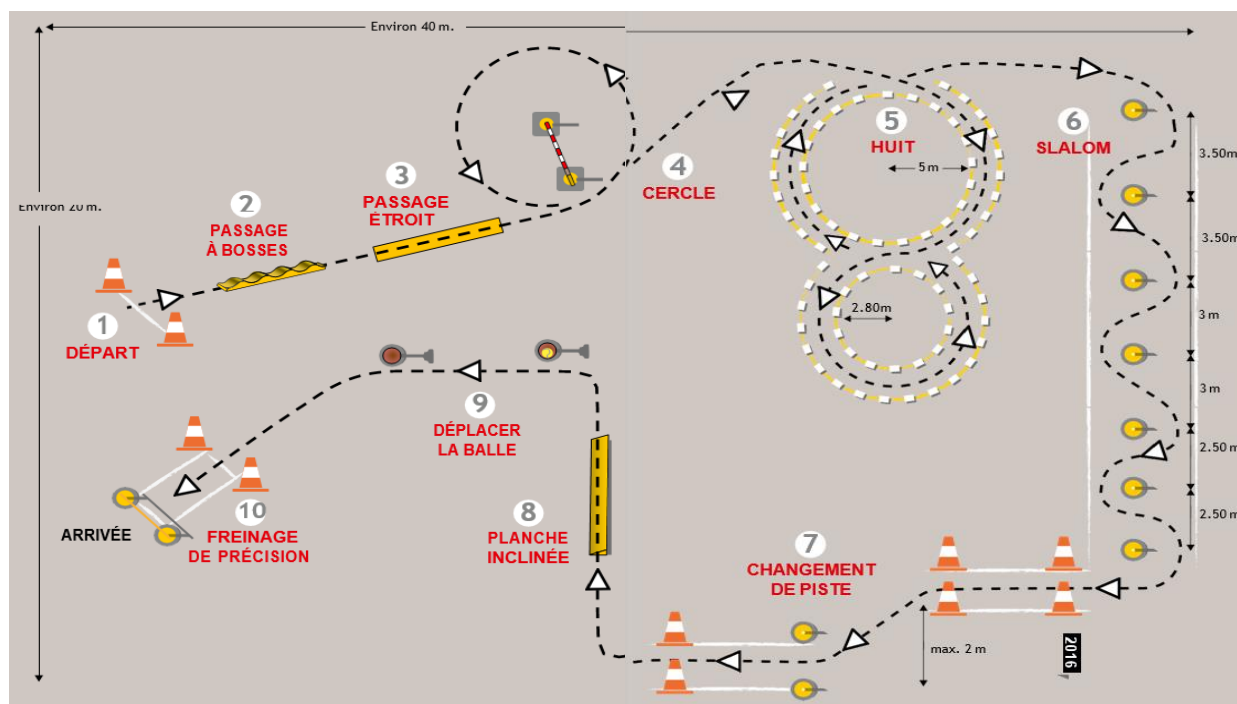 Environ 40 m.
Environ 20 m.
1
DÉPART
2
PASSAGE
À BOSSES
3
PASSAGE
ÉTROIT
4
CERCLE
5
HUIT
5 m
2.80m
6
SLALOM
3.50m
3.50m
3 m
3 m
2.50 m
2.50 m
7
CHANGEMENT
DE PISTE
max. 2 m
2016
8
PLANCHE
INCLINÉE
9
DÉPLACER
LA BALLE
10
FREINAGE
DE PRÉCISION
ARRIVÉE